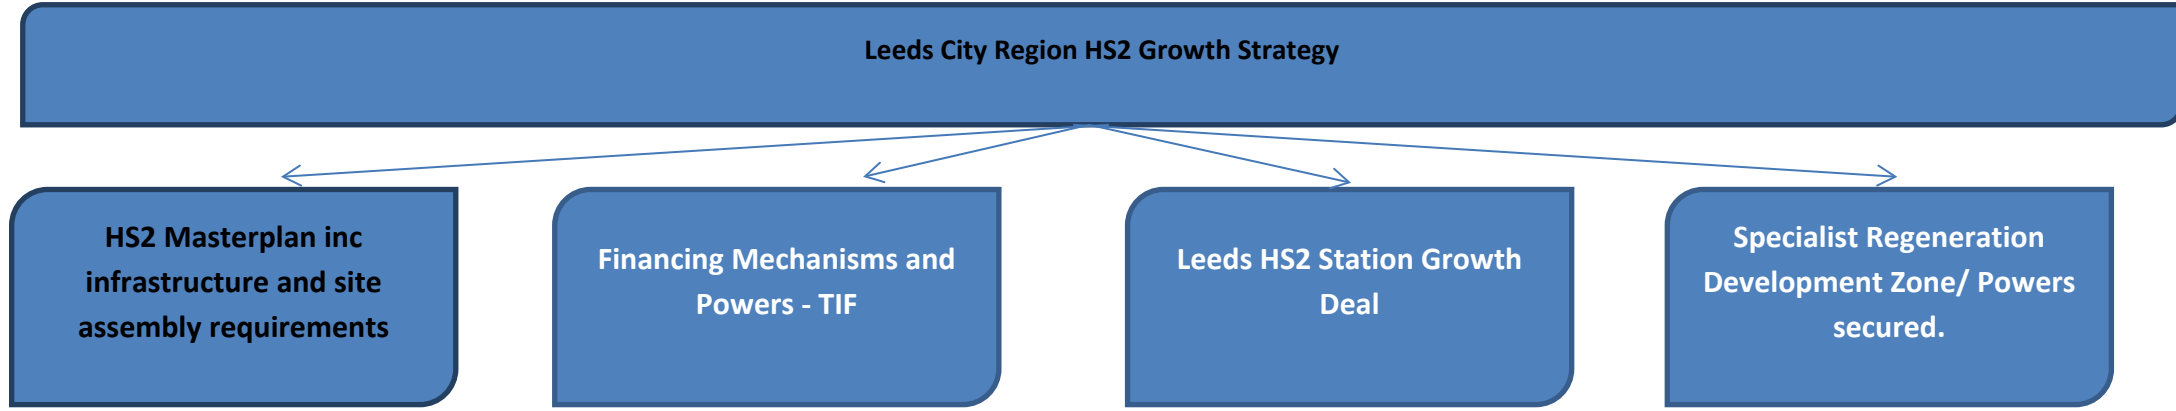 Leeds City Region HS2 Growth Strategy
HS2 Masterplan inc
infrastructure and site
assembly requirements
Financing Mechanisms and
Powers - TIF
Leeds HS2 Station Growth
Deal
Specialist Regeneration
Development Zone/ Powers
secured.